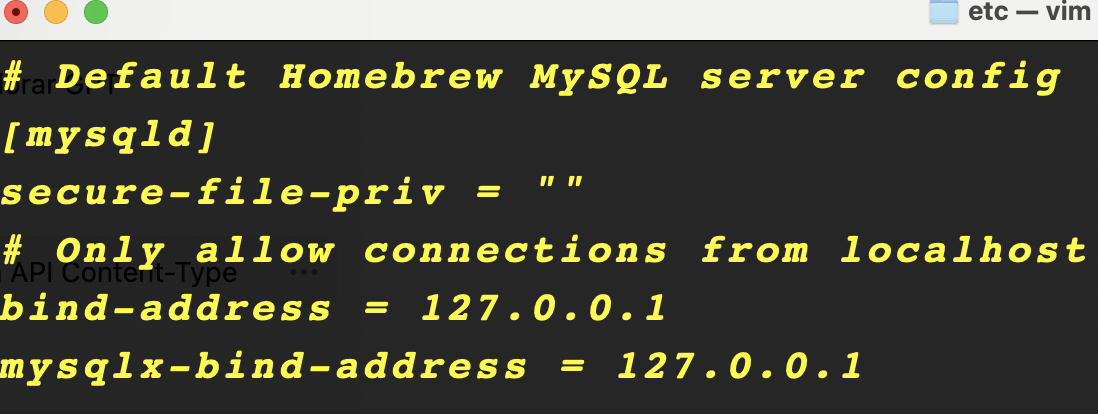 etc — vim
# Default Homebrew MySQL server config
[mysqld]
secure-file-priv = ""
# Only allow connections from localhost
API Content-Type
bind-address = 127.0.0.1
mysqlx-bind-address = 127.0.0.1